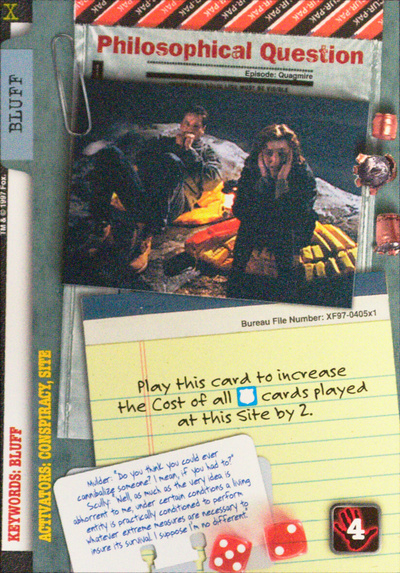 X
BLUFF
TM & © 1997 Fox.
KEYWORDS: BLUFF
ACTIVATORS: CONSPIRACY, SITE
Philosophical Question
Episode: Quagmire
Bureau File Number: XF97-0405x1
Play this card to increase
the Cost of all cards played
at this Site by 2.
Mulder: "Do you think you could ever
cannibalize someone? I mean, if you had to?"
Scully: "Well, as much as the very idea is
abhorrent to me, under certain conditions a living
entity is practically conditioned to perform
whatever extreme measures are necessary to
insure its survival. I suppose I'm no different."
4